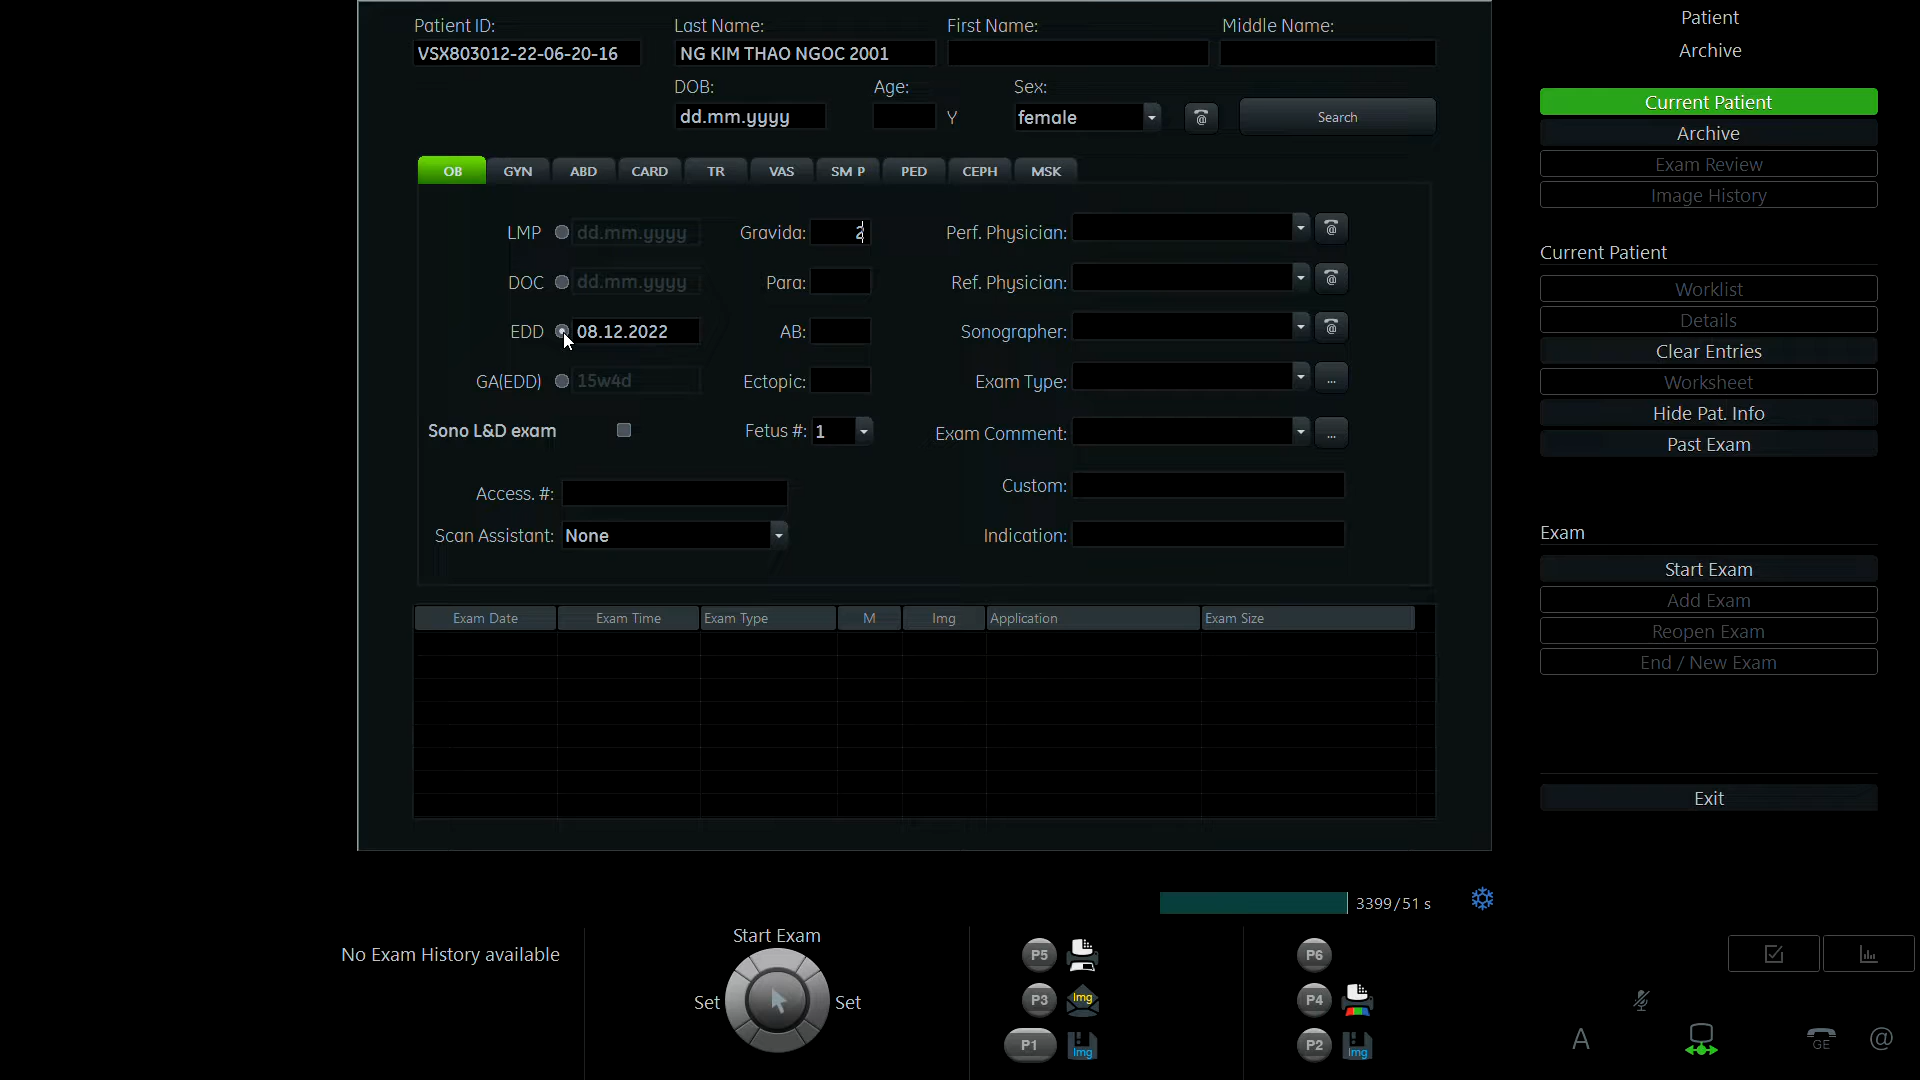 Patient ID: Last Name: First Name: Middle Name:
VSX803012-22-06-20-16 NG KIM THAO NGOC 2001
DOB: Age: Sex:
dd.mm.yyyy Y female Search
OB GYN ABD CARD TR VAS SM P PED CEPH MSK
LMP dd.mm.yyyy Gravida: 2 Perf. Physician:
DOC dd.mm.yyyy Para: Ref. Physician:
EDD 08.12.2022 AB: Sonographer:
GA(EDD) 15w4d Ectopic: Exam Type: ...
Sono L&D exam Fetus #: 1 Exam Comment: ...
Access. #: Custom:
Scan Assistant: None Indication:
Exam Date Exam Time Exam Type M Img Application Exam Size
Patient
Archive
Current Patient
Archive
Exam Review
Image History
Current Patient
Worklist
Details
Clear Entries
Worksheet
Hide Pat. Info
Past Exam
Exam
Start Exam
Add Exam
Reopen Exam
End / New Exam
Exit
3399/51 s
No Exam History available
Start Exam
Set Set
P5 P6
P3 Img P4
P1 Img P2 Img
A GE @